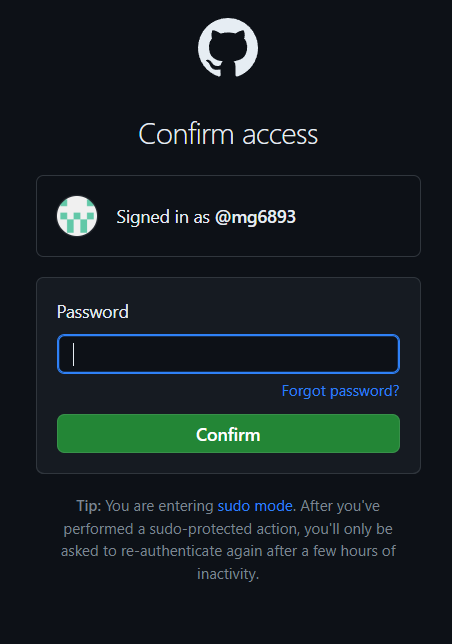 Confirm access
Signed in as @mg6893
Password
Forgot password?
Confirm
Tip: You are entering sudo mode. After you've
performed a sudo-protected action, you'll only be
asked to re-authenticate again after a few hours of
inactivity.